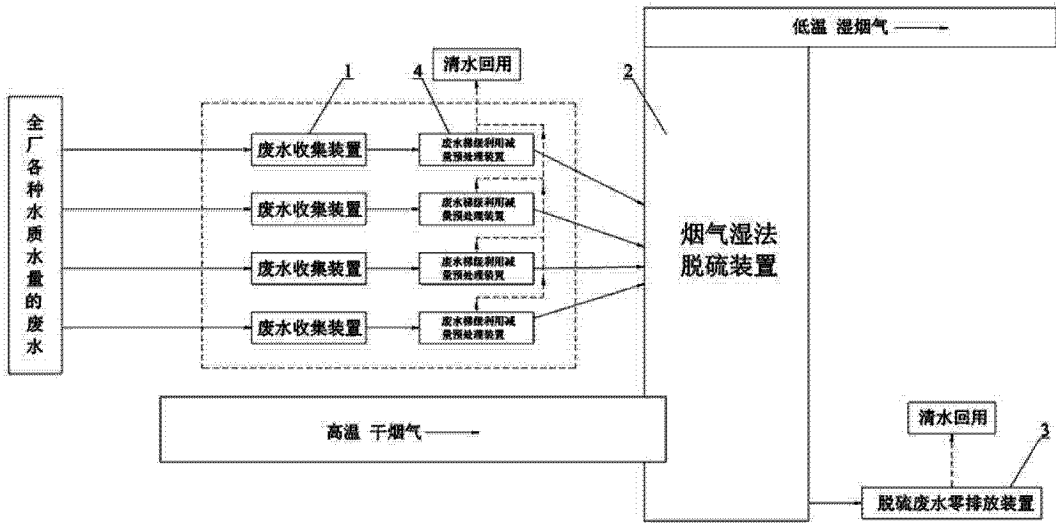 低温 湿烟气
清水回用
1
4
2
全厂各种水质水量的废水
废水收集装置
废水梯级利用减
量预处理装置
废水收集装置
废水梯级利用减
量预处理装置
烟气湿法
脱硫装置
废水收集装置
废水梯级利用减
量预处理装置
废水收集装置
废水梯级利用减
量预处理装置
高温 干烟气
清水回用
3
脱硫废水零排放装置